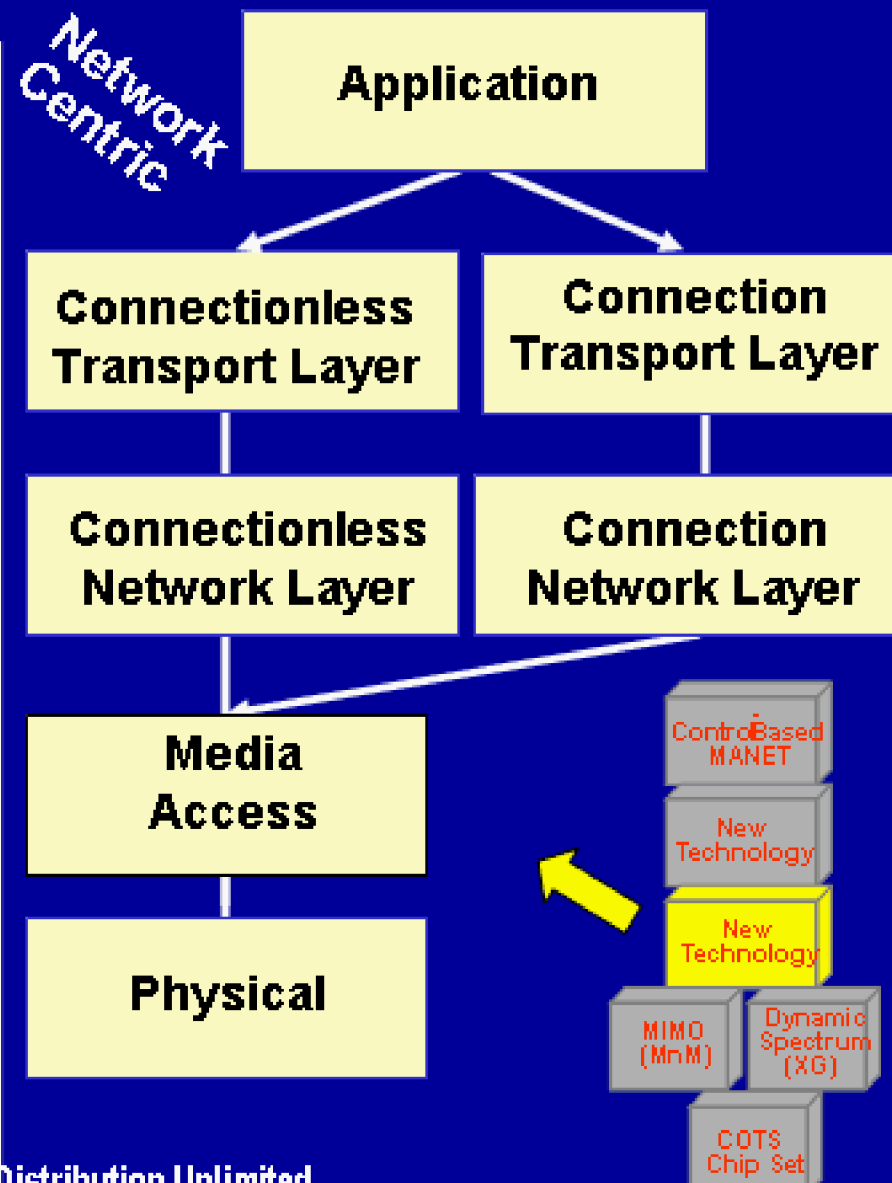 Network
Centric
Application
Connectionless
Transport Layer
Connection
Transport Layer
Connectionless
Network Layer
Connection
Network Layer
Media
Access
Physical
Control-Based
MANET
New
Technology
New
Technology
MIMO
(MnM)
Dynamic
Spectrum
(XG)
COTS
Chip Set
Distribution Unlimited